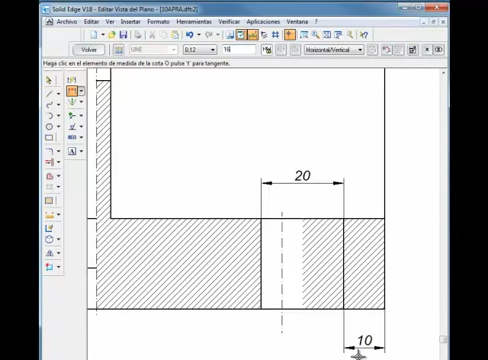 Solid Edge V18 - Editar Vista del Plano - [10APRA.dft:2]
Archivo Editar Ver Insertar Formato Herramientas Verificar Aplicaciones Ventana ?
Volver UNE 0,12 15 Horizontal/Vertical
Haga clic en el elemento de medida de la cota O pulse 't' para tangente.
A
20
10